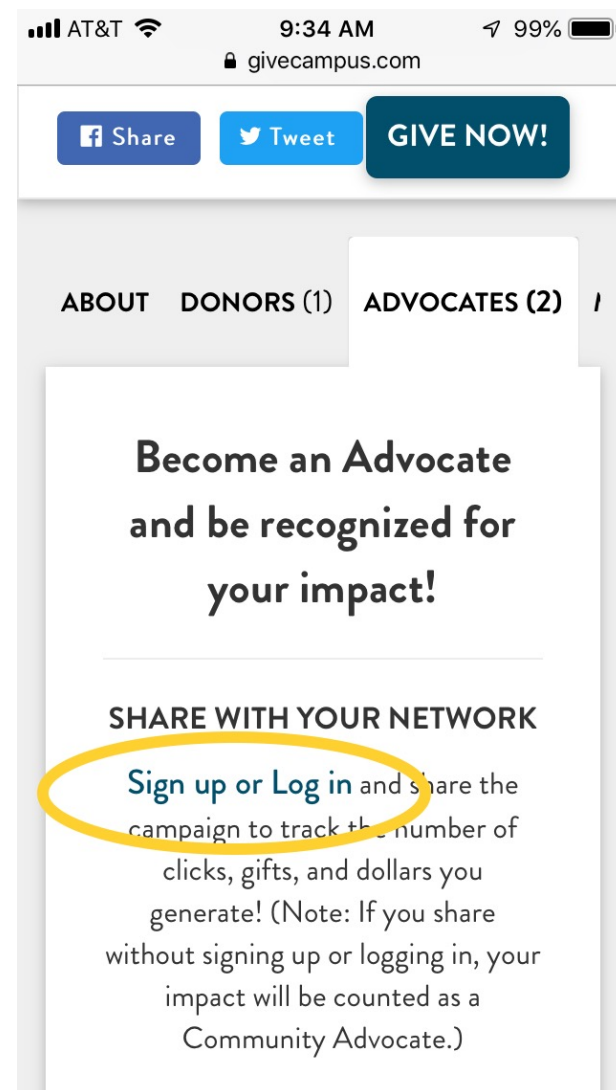 AT&T 9:34 AM 99%
givecampus.com
Share Tweet GIVE NOW!
ABOUT DONORS (1) ADVOCATES (2)
Become an Advocate
and be recognized for
your impact!
SHARE WITH YOUR NETWORK
Sign up or Log in and share the
campaign to track the number of
clicks, gifts, and dollars you
generate! (Note: If you share
without signing up or logging in, your
impact will be counted as a
Community Advocate.)